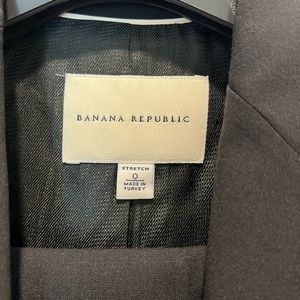 BANANA REPUBLIC
STRETCH
0
MADE IN
TURKEY